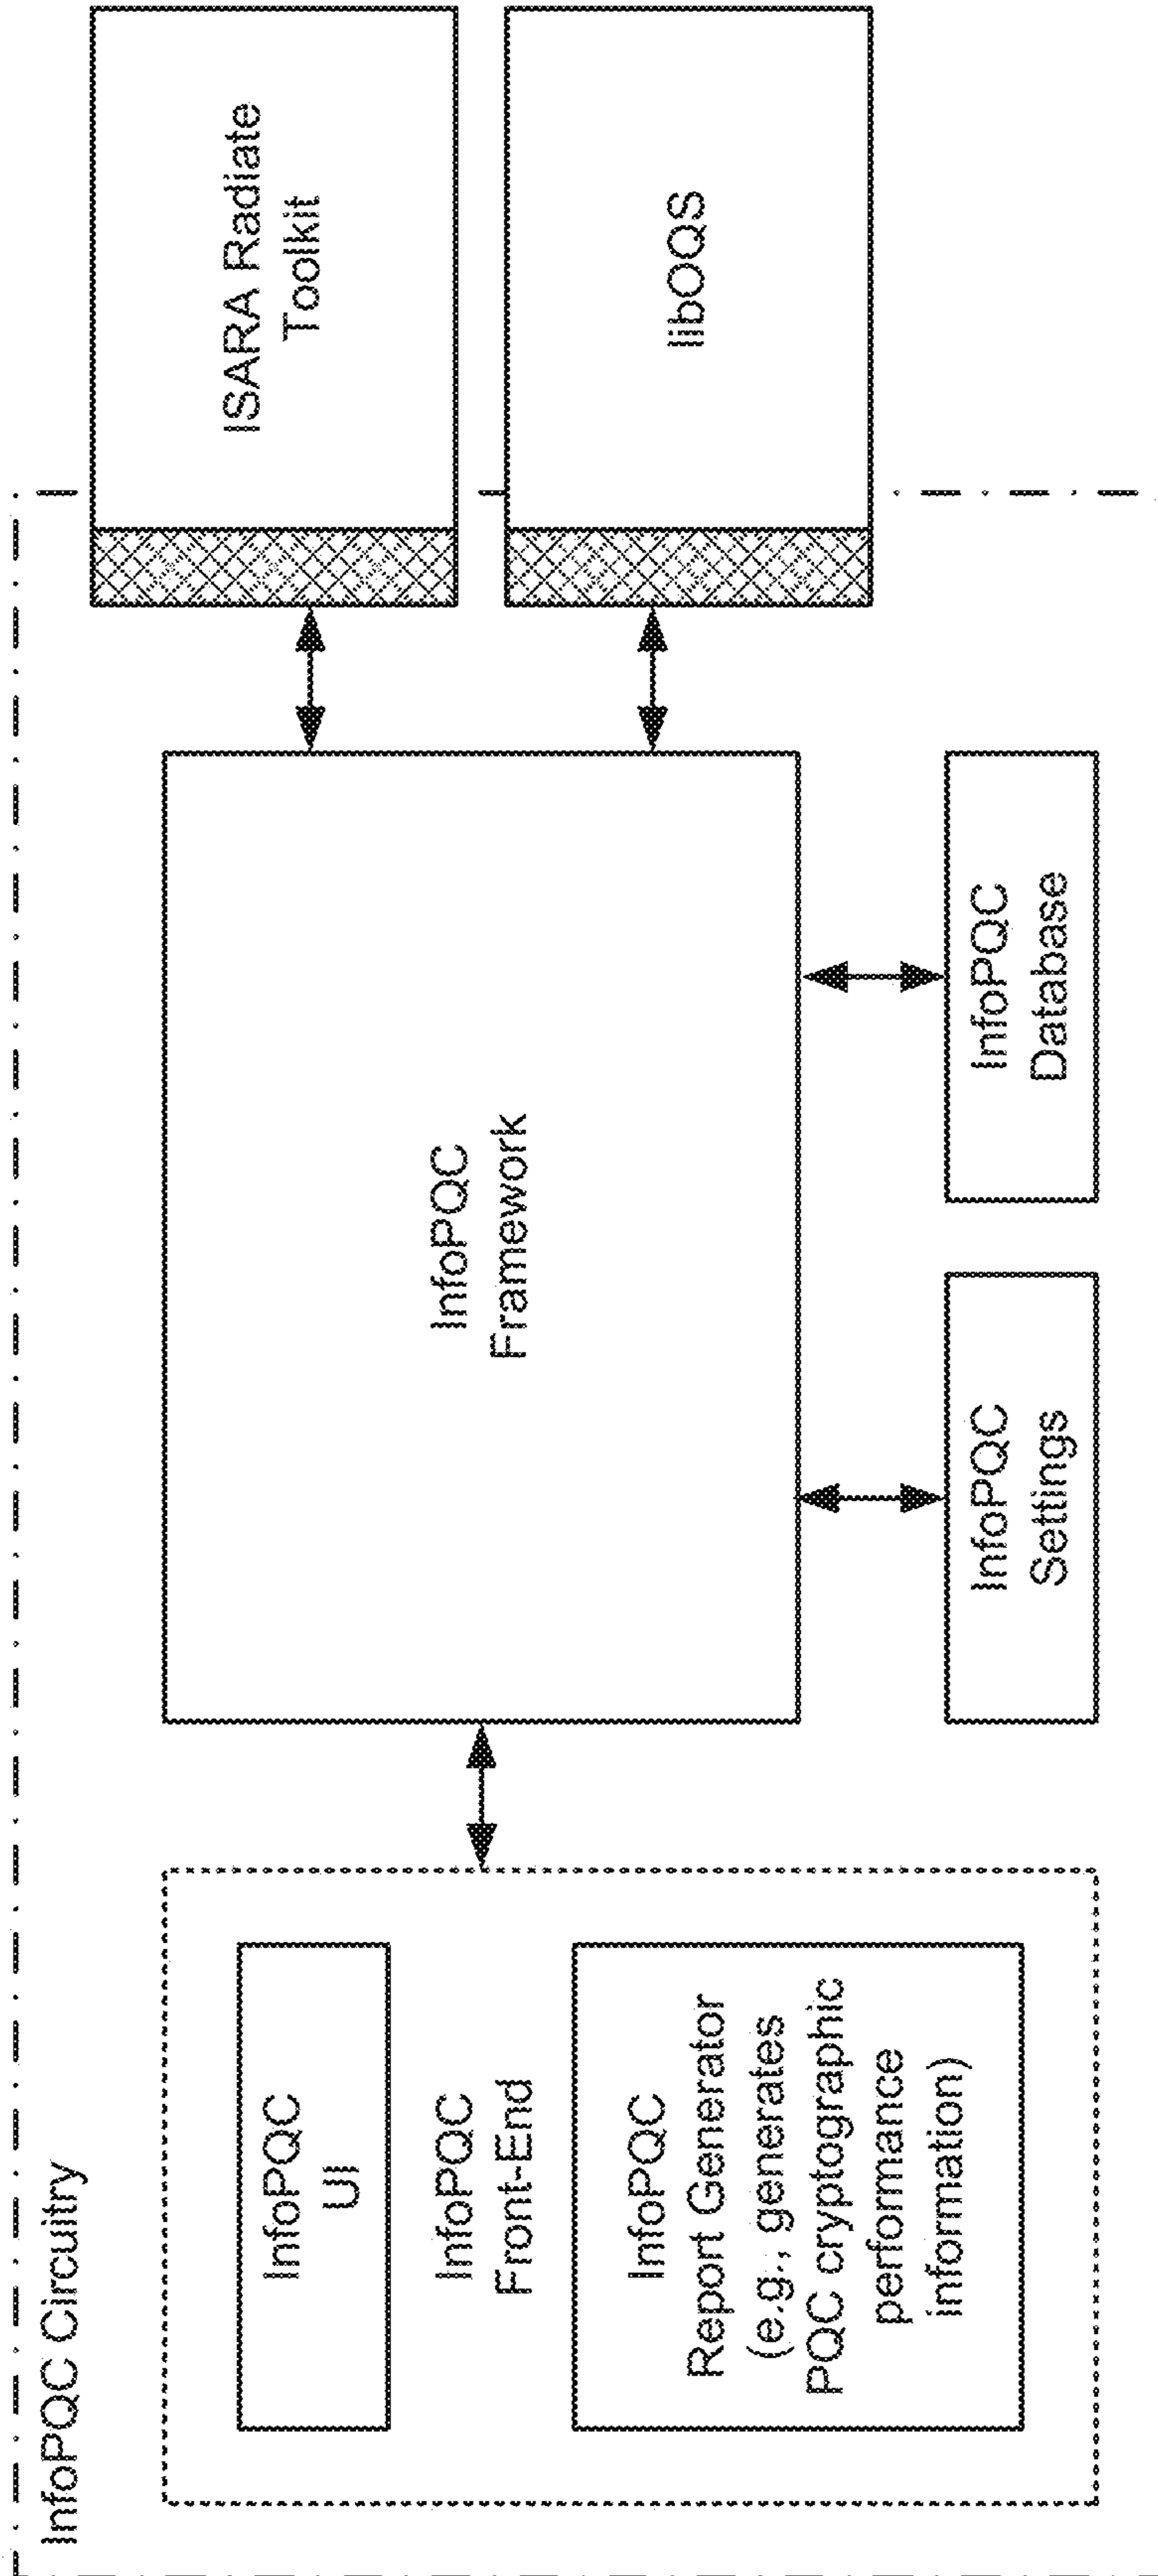 InfoPQC Circuitry
InfoPQC
UI
InfoPQC
Front-End
InfoPQC
Report Generator
(e.g., generates
PQC cryptographic
performance
information)
InfoPQC
Framework
InfoPQC
Settings
InfoPQC
Database
ISARA Radiate
Toolkit
libOQS